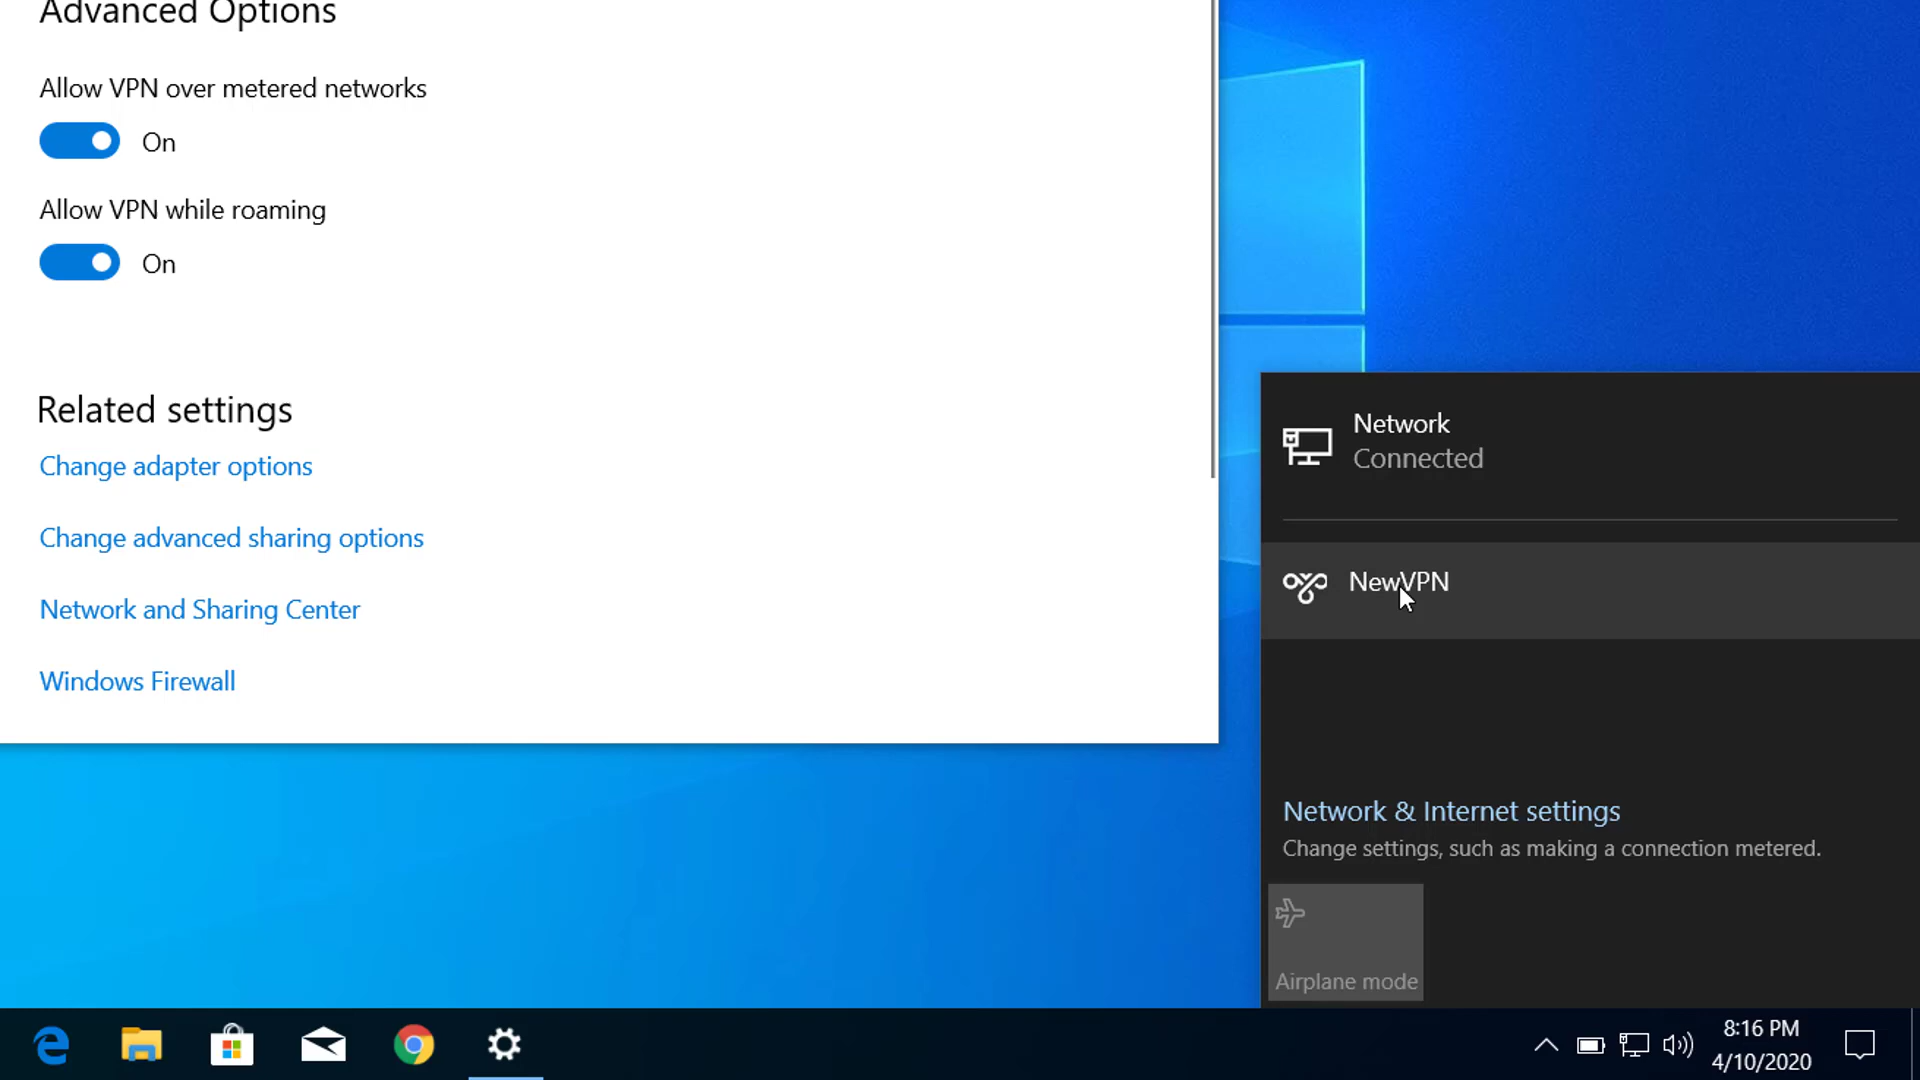 Advanced Options
Allow VPN over metered networks
On
Allow VPN while roaming
On
Related settings
Change adapter options
Change advanced sharing options
Network and Sharing Center
Windows Firewall
Network
Connected
NewVPN
Network & Internet settings
Change settings, such as making a connection metered.
Airplane mode
8:16 PM
4/10/2020